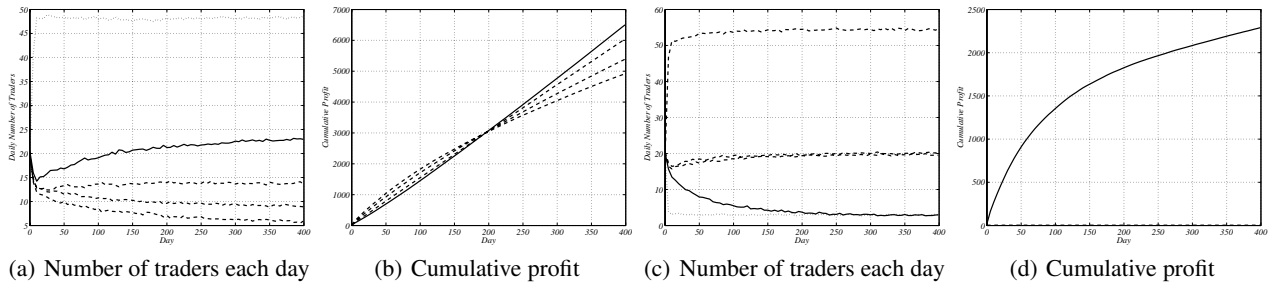 50
45
40
35
30
25
20
15
10
5
Daily Number of Traders
0 50 100 150 200 250 300 350 400
Day
(a) Number of traders each day
7000
6000
5000
4000
3000
2000
1000
0
Cumulative Profit
0 50 100 150 200 250 300 350 400
Day
(b) Cumulative profit
60
50
40
30
20
10
0
Daily Number of Traders
0 50 100 150 200 250 300 350 400
Day
(c) Number of traders each day
2500
2000
1500
1000
500
0
Cumulative Profit
0 50 100 150 200 250 300 350 400
Day
(d) Cumulative profit